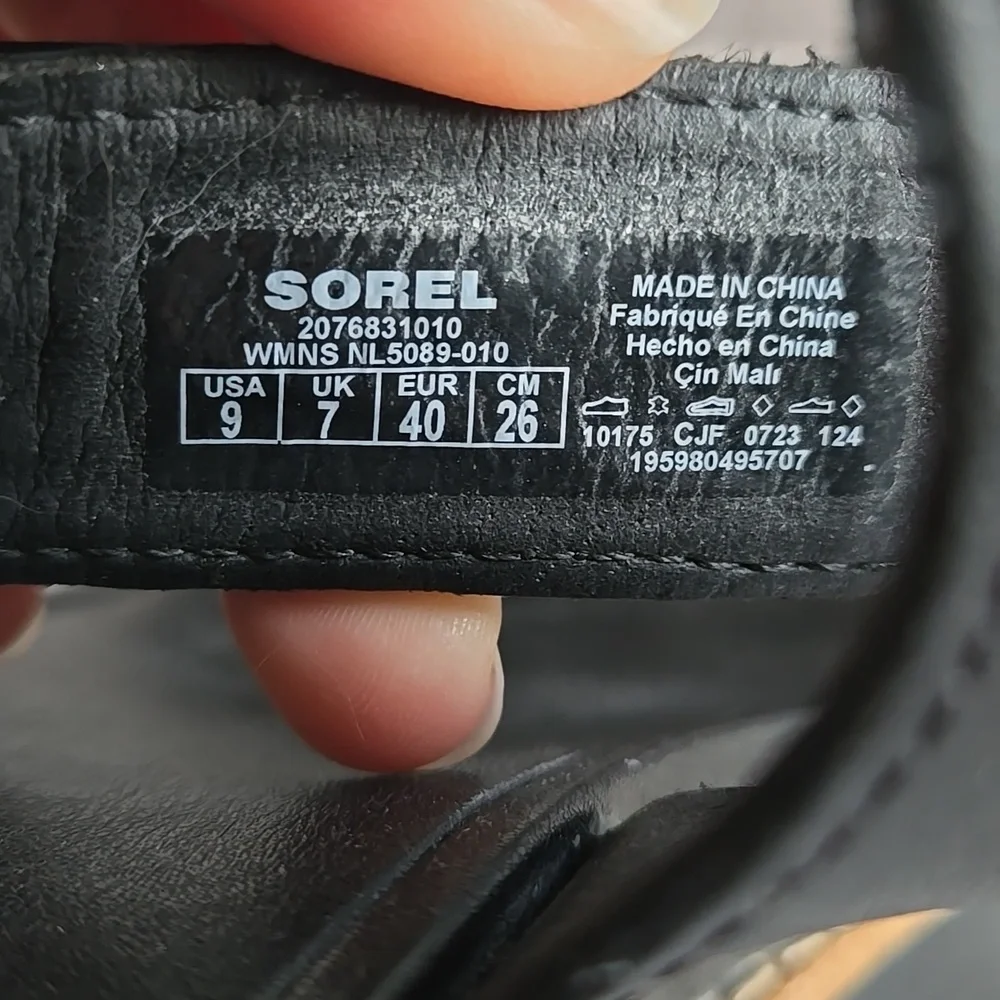 SOREL
2076831010
WMNS NL5089-010
USA UK EUR CM
9 7 40 26
MADE IN CHINA
Fabriqué En Chine
Hecho en China
Çin Malı
10175 CJF 0723 124
195980495707